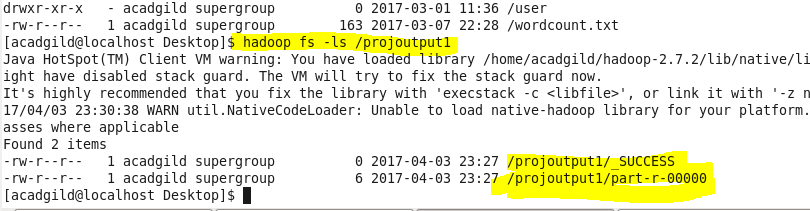 drwxr-xr-x - acadgild supergroup 0 2017-03-01 11:36 /user
-rw-r--r-- 1 acadgild supergroup 163 2017-03-07 22:28 /wordcount.txt
[acadgild@localhost Desktop]$ hadoop fs -ls /projoutput1
Java HotSpot(TM) Client VM warning: You have loaded library /home/acadgild/hadoop-2.7.2/lib/native/li
ight have disabled stack guard. The VM will try to fix the stack guard now.
It's highly recommended that you fix the library with 'execstack -c <libfile>', or link it with '-z n
17/04/03 23:30:38 WARN util.NativeCodeLoader: Unable to load native-hadoop library for your platform.
asses where applicable
Found 2 items
-rw-r--r-- 1 acadgild supergroup 0 2017-04-03 23:27 /projoutput1/_SUCCESS
-rw-r--r-- 1 acadgild supergroup 6 2017-04-03 23:27 /projoutput1/part-r-00000
[acadgild@localhost Desktop]$